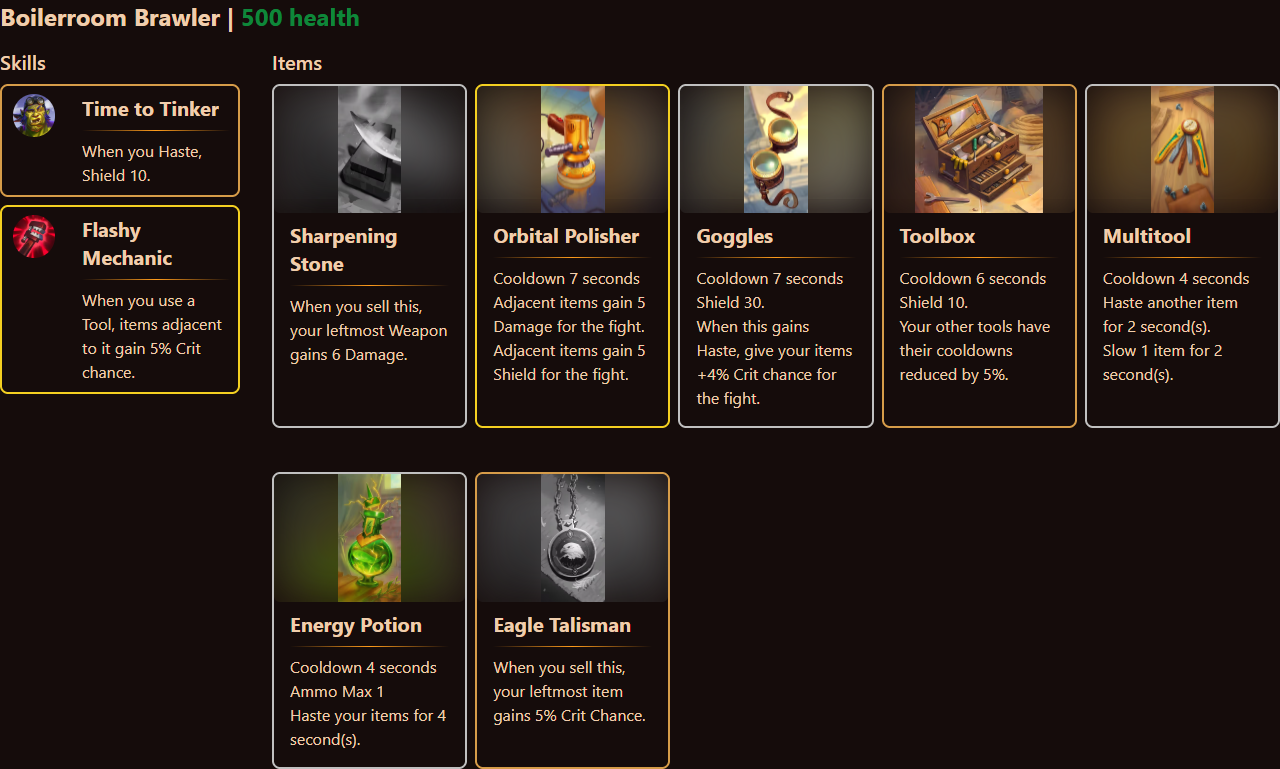 Boilerroom Brawler | 500 health
Skills
Items
Time to Tinker
When you Haste,
Shield 10.
Flashy
Mechanic
When you use a
Tool, items adjacent
to it gain 5% Crit
chance.
Sharpening
Stone
When you sell this,
your leftmost Weapon
gains 6 Damage.
Orbital Polisher
Cooldown 7 seconds
Adjacent items gain 5
Damage for the fight.
Adjacent items gain 5
Shield for the fight.
Goggles
Cooldown 7 seconds
Shield 30.
When this gains
Haste, give your items
+4% Crit chance for
the fight.
Toolbox
Cooldown 6 seconds
Shield 10.
Your other tools have
their cooldowns
reduced by 5%.
Multitool
Cooldown 4 seconds
Haste another item
for 2 second(s).
Slow 1 item for 2
second(s).
Energy Potion
Cooldown 4 seconds
Ammo Max 1
Haste your items for 4
second(s).
Eagle Talisman
When you sell this,
your leftmost item
gains 5% Crit Chance.